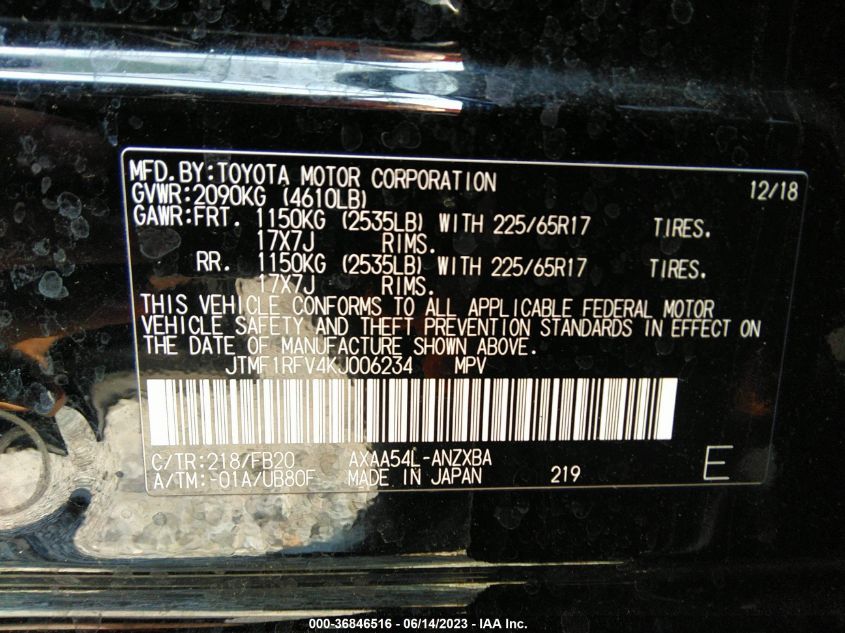 MFD.BY:TOYOTA MOTOR CORPORATION 12/18
GVWR:2090KG (4610LB)
GAWR:FRT. 1150KG (2535LB) WITH 225/65R17 TIRES.
17X7J RIMS.
RR. 1150KG (2535LB) WITH 225/65R17 TIRES.
17X7J RIMS.
THIS VEHICLE CONFORMS TO ALL APPLICABLE FEDERAL MOTOR
VEHICLE SAFETY AND THEFT PREVENTION STANDARDS IN EFFECT ON
THE DATE OF MANUFACTURE SHOWN ABOVE.
JTMF1RFV4KJ006234 MPV
C/TR:218/FB20 AXAA54L-ANZXBA
A/TM:-01A/UB80F MADE IN JAPAN 219 E
000-36846516 - 06/14/2023 - IAA Inc.